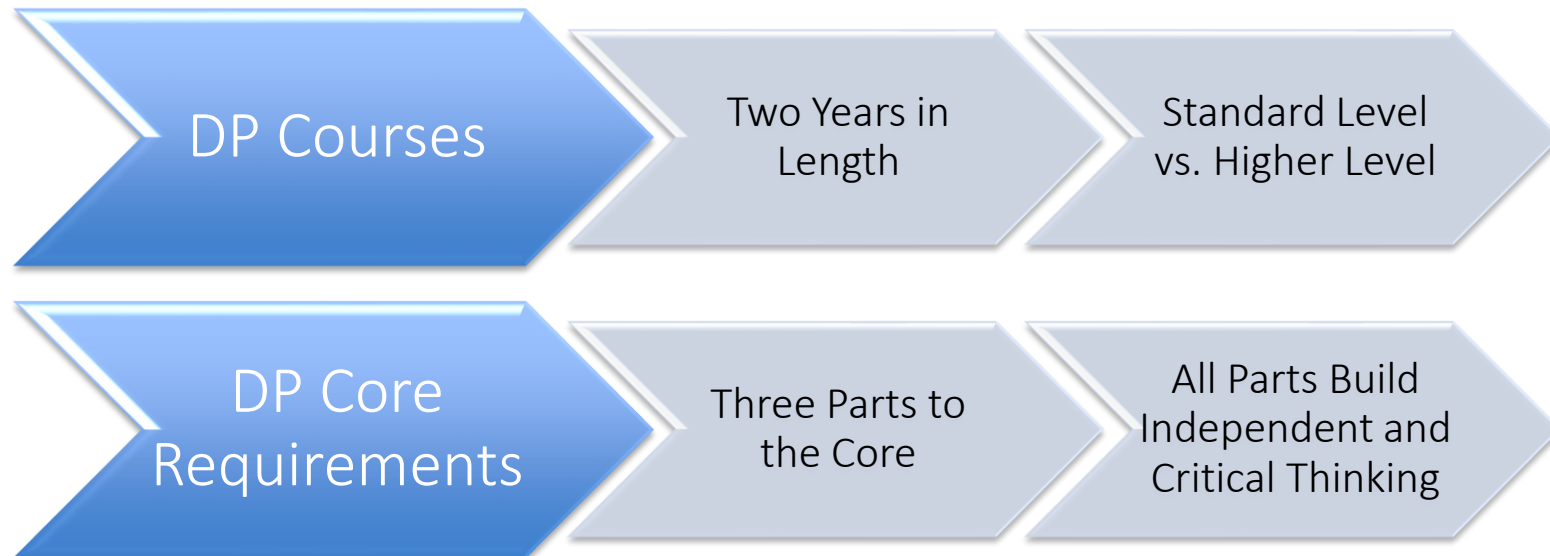 DP Courses
Two Years in
Length
Standard Level
vs. Higher Level
DP Core
Requirements
Three Parts to
the Core
All Parts Build
Independent and
Critical Thinking